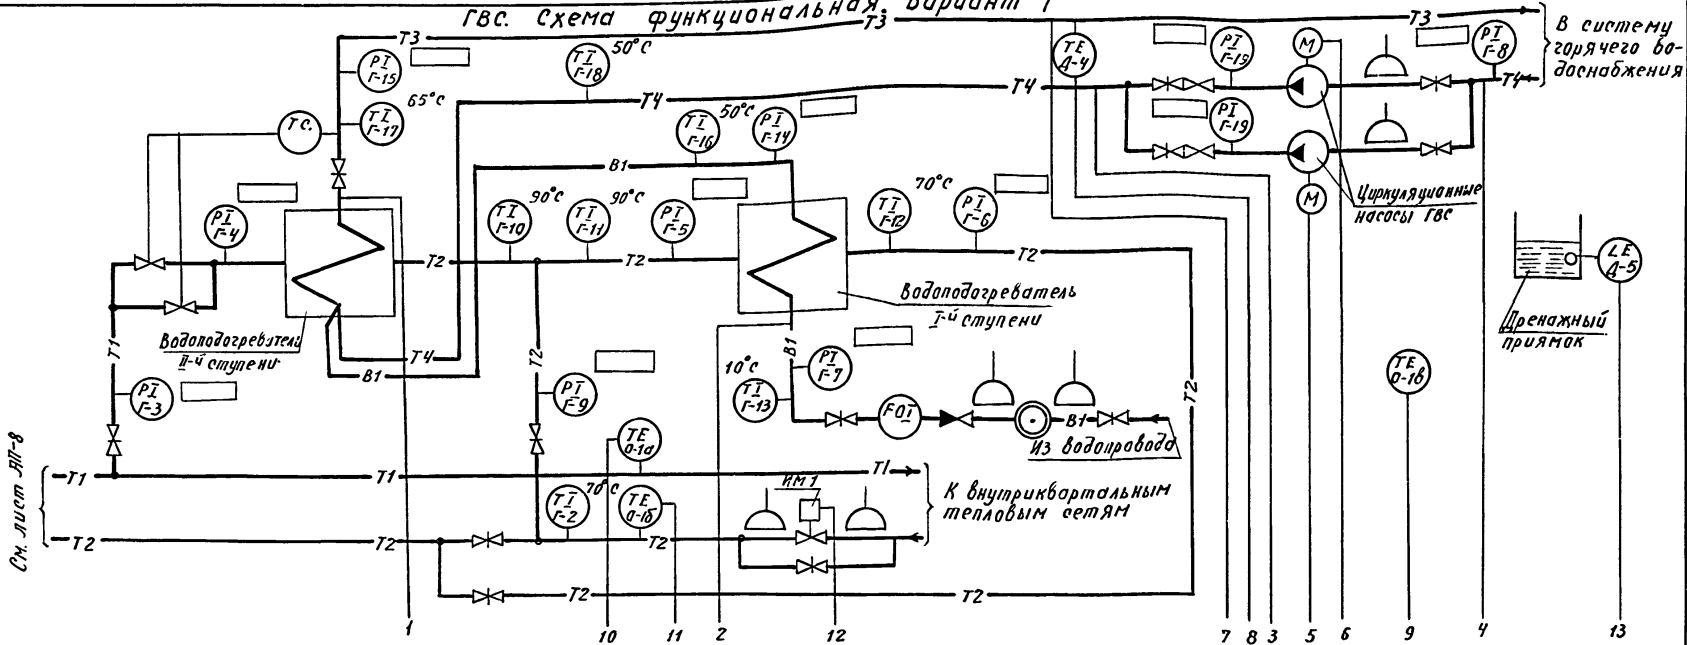 ГВС. Схема функциональная. Вариант 1
Т3
Т3
Т3
В систему
горячего во-
доснабжения
PI
Г-15
50°С
TI
Г-18
TE
Д-4
PI
Г-19
М
PI
Г-8
65°С
Т4
Т4
Т4
TI
Г-17
ТС.
50°С
TI
Г-16
PI
Г-14
PI
Г-19
В1
М
Циркуляционные
насосы ГВС
PI
Г-4
90°С
TI
Г-10
90°С
TI
Г-11
PI
Г-5
70°С
TI
Г-12
PI
Г-6
Т2
Т2
Т2
LE
Д-5
Дренажный
приямок
Водоподогреватель
I-й ступени
Водоподогреватель
II-й ступени
Т1
Т4
В1
Т2
В1
PI
Г-3
PI
Г-9
10°С
TI
Г-13
PI
Г-7
FQI
В1
Из водопровода
Т2
TE
0-1в
См. лист АП-8
Т1
Т1
TE
0-1а
Т1
К внутриквартальным
тепловым сетям
TI
Г-2
70°С
TE
0-1б
ИМ1
Т2
Т2
Т2
Т2
Т2
1
10
11
2
12
7
8
3
5
6
9
4
13